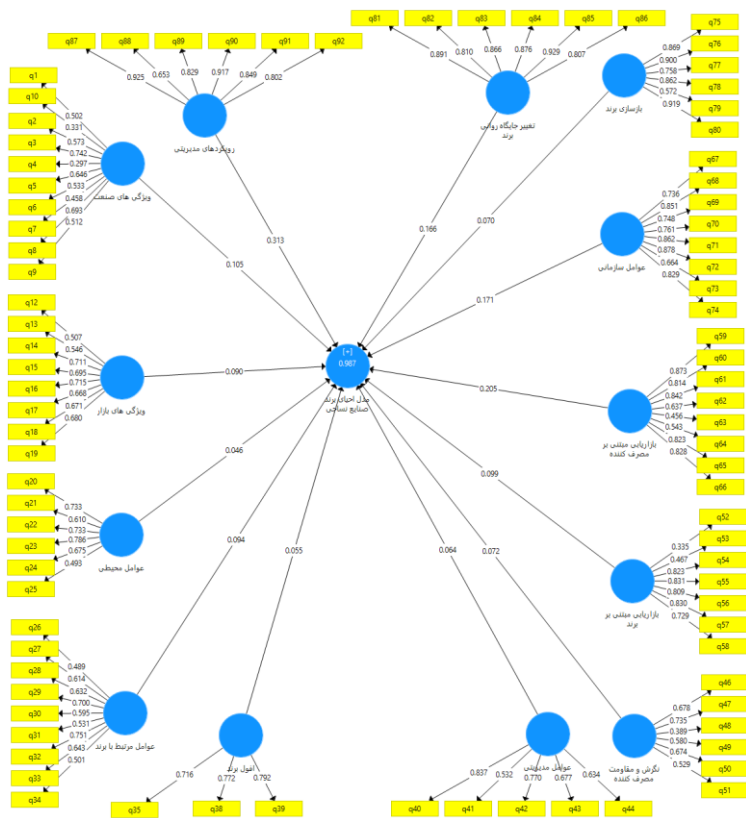 q81
q82
q83
q84
q85
q86
0.891
0.810
0.866
0.876
0.929
0.807
تغییر جایگاه روانی
برند
q87
q88
q89
q90
q91
q92
0.925
0.653
0.829
0.917
0.849
0.802
رویکردهای مدیریتی
q75
q76
q77
q78
q79
q80
0.869
0.900
0.758
0.862
0.572
0.919
بازسازی برند
q1
q10
q2
q3
q4
q5
q6
q7
q8
q9
0.502
0.331
0.573
0.742
0.297
0.646
0.533
0.458
0.693
0.512
ویژگی های صنعت
q67
q68
q69
q70
q71
q72
q73
q74
0.736
0.851
0.748
0.761
0.862
0.878
0.664
0.829
عوامل سازمانی
0.313
0.166
0.070
0.105
0.171
q12
q13
q14
q15
q16
q17
q18
q19
0.507
0.546
0.711
0.695
0.715
0.668
0.671
0.680
ویژگی های بازار
0.090
[+]
0.987
مدل احیای برند
صنایع نساجی
0.205
q59
q60
q61
q62
q63
q64
q65
q66
0.873
0.814
0.842
0.637
0.456
0.543
0.823
0.828
بازاریابی مبتنی بر
مصرف کننده
q20
q21
q22
q23
q24
q25
0.733
0.610
0.733
0.786
0.675
0.493
عوامل محیطی
0.046
0.094
0.055
0.064
0.072
0.099
q52
q53
q54
q55
q56
q57
q58
0.335
0.467
0.823
0.831
0.809
0.830
0.729
بازاریابی مبتنی بر
برند
q26
q27
q28
q29
q30
q31
q32
q33
q34
0.489
0.614
0.632
0.700
0.595
0.531
0.751
0.643
0.501
عوامل مرتبط با برند
افول برند
0.716
0.772
0.792
q35
q38
q39
عوامل مدیریتی
0.837
0.532
0.770
0.677
0.634
q40
q41
q42
q43
q44
q46
q47
q48
q49
q50
q51
0.678
0.735
0.389
0.580
0.674
0.529
نگرش و مقاومت
مصرف کننده